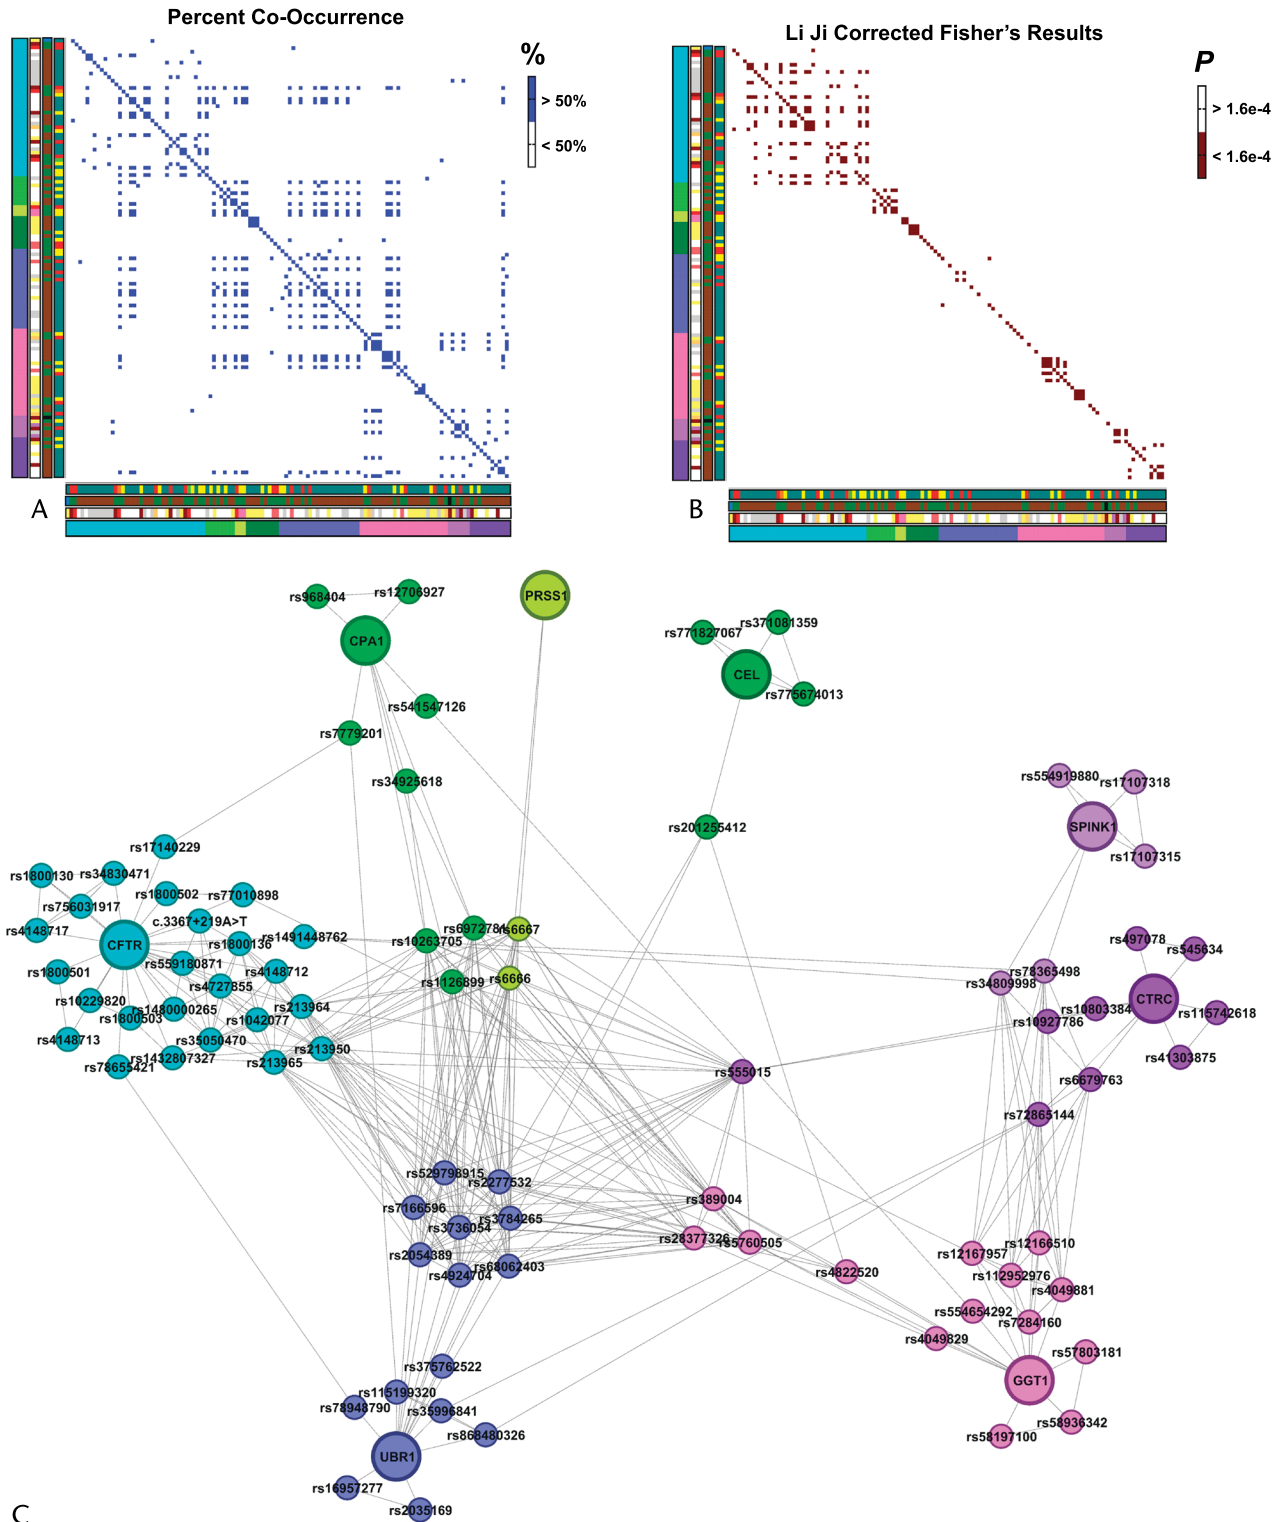 Percent Co-Occurrence
%
> 50%
< 50%
A
Li Ji Corrected Fisher's Results
P
> 1.6e-4
< 1.6e-4
B
rs968404
rs12706927
PRSS1
CPA1
rs771827067
rs371081359
CEL
rs775674013
rs541547126
rs7779201
rs34925618
rs554919880
rs17107318
SPINK1
rs17107315
rs201255412
rs17140229
rs1800130
rs34830471
rs1800502
rs77010898
rs756031917
c.3367+219A>T
rs4148717
CFTR
rs1800136
rs1491448762
rs10263705
rs6667
rs497078
rs545634
rs1800501
rs559180871
rs4148712
rs4727855
rs1126899
rs6666
rs78365498
rs34809998
CTRC
rs10229820
rs1480000265
rs213964
rs1800503
rs1042077
rs10803384
rs115742618
rs10927786
rs4148713
rs35050470
rs213950
rs1432807327
rs213965
rs78655421
rs41303875
rs555015
rs6679763
rs72865144
rs529798915
rs2277532
rs7166596
rs3784265
rs3736054
rs389004
rs28377326
rs5760505
rs2054389
rs4924704
rs68062403
rs4822520
rs12167957
rs12166510
rs112952976
rs4049881
rs554654292
rs7284160
rs4049829
rs57803181
GGT1
rs58936342
rs58197100
rs375762522
rs115199320
rs78948790
rs35996841
rs868480326
UBR1
rs16957277
rs2035169
C